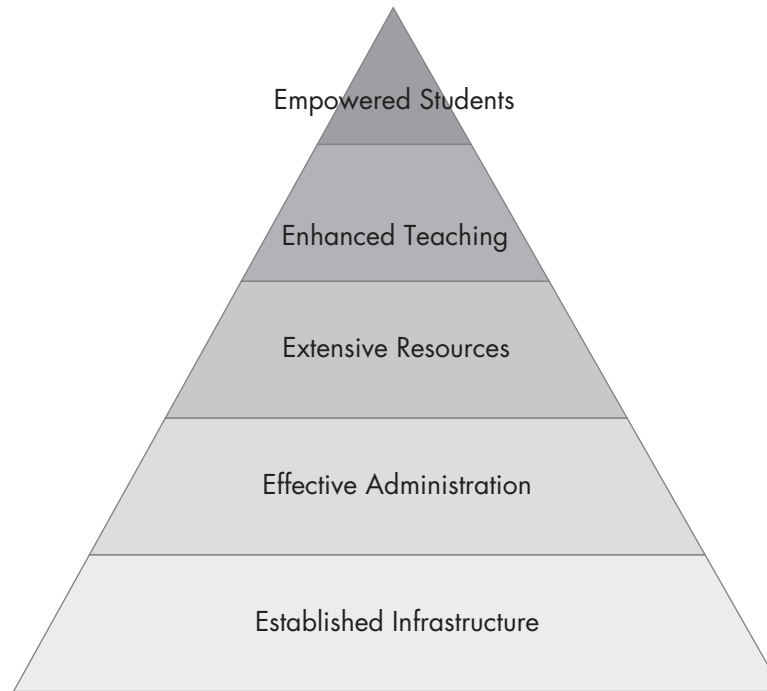 Empowered Students
Enhanced Teaching
Extensive Resources
Effective Administration
Established Infrastructure